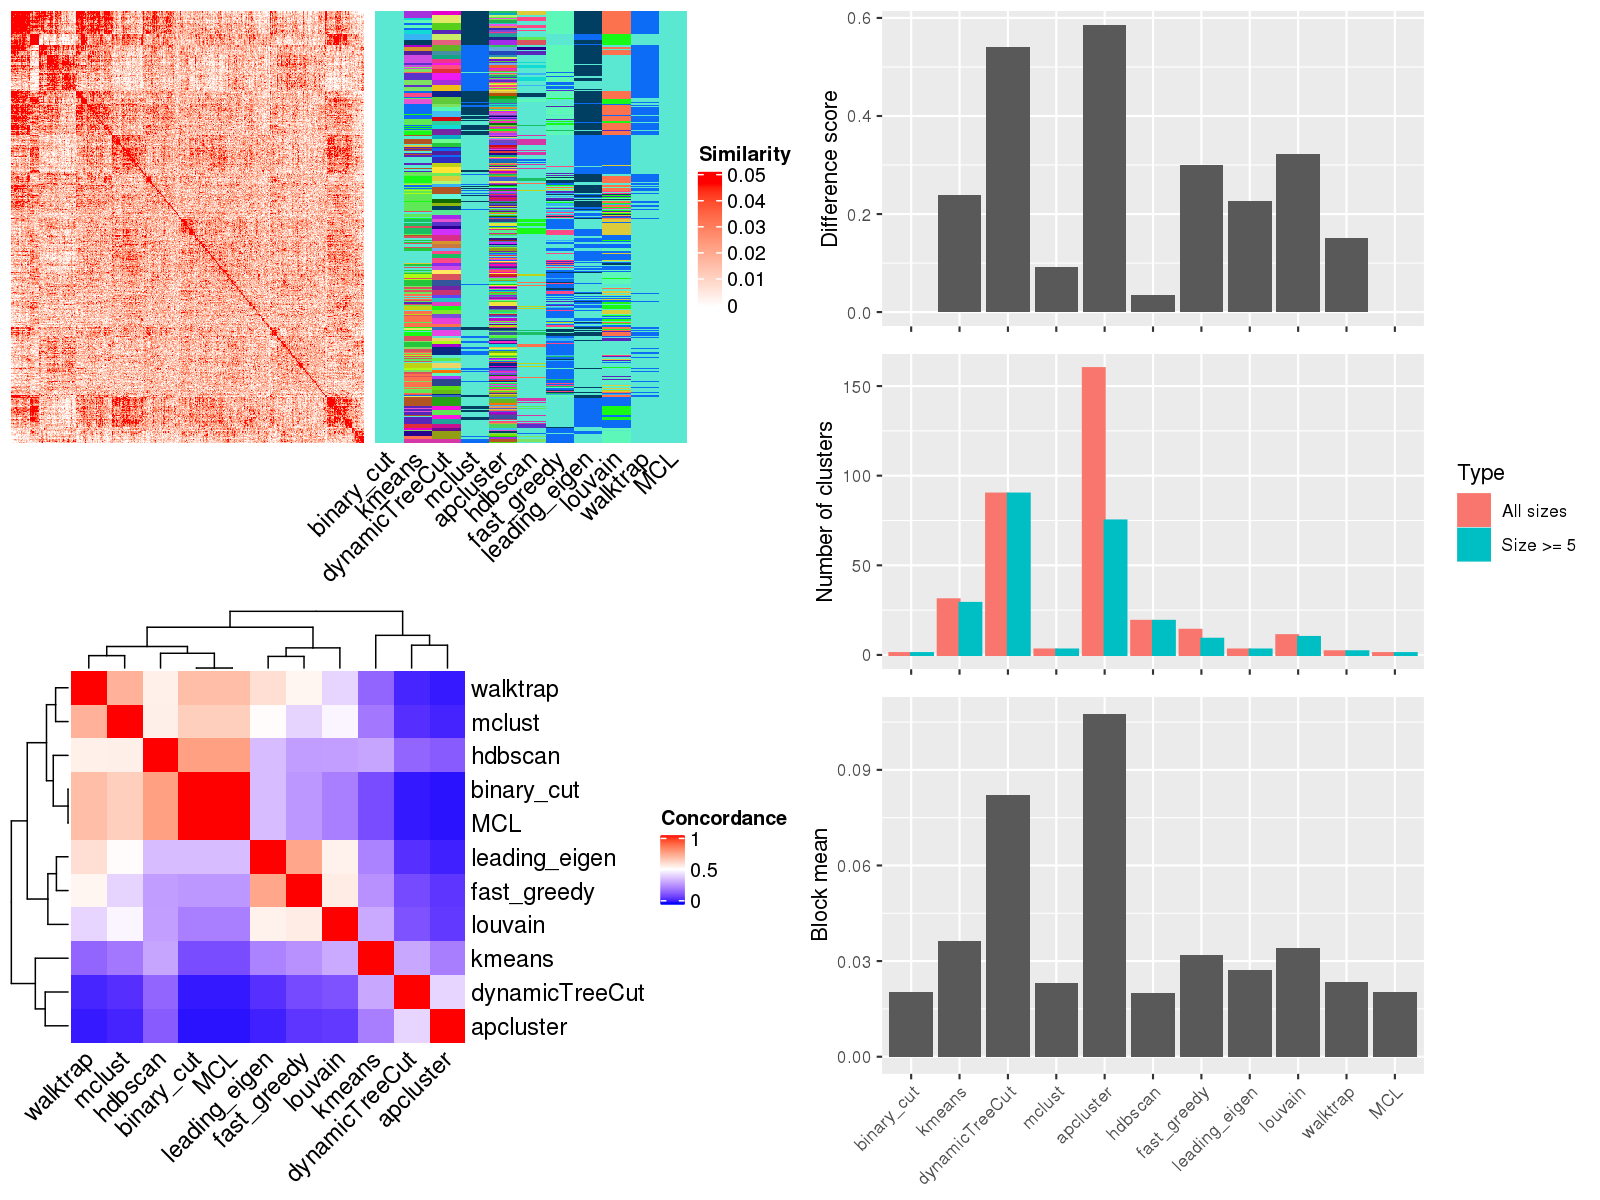 Similarity
0.05
0.04
0.03
0.02
0.01
0
binary_cut
kmeans
dynamicTreeCut
mclust
apcluster
hdbscan
fast_greedy
leading_eigen
louvain
walktrap
MCL
walktrap
mclust
hdbscan
binary_cut
MCL
leading_eigen
fast_greedy
louvain
kmeans
dynamicTreeCut
apcluster
Concordance
1
0.5
0
walktrap
mclust
hdbscan
binary_cut
MCL
leading_eigen
fast_greedy
louvain
kmeans
dynamicTreeCut
apcluster
Difference score
0.6
0.4
0.2
0.0
Number of clusters
150
100
50
0
Type
All sizes
Size >= 5
Block mean
0.09
0.06
0.03
0.00
binary_cut
kmeans
dynamicTreeCut
mclust
apcluster
hdbscan
fast_greedy
leading_eigen
louvain
walktrap
MCL